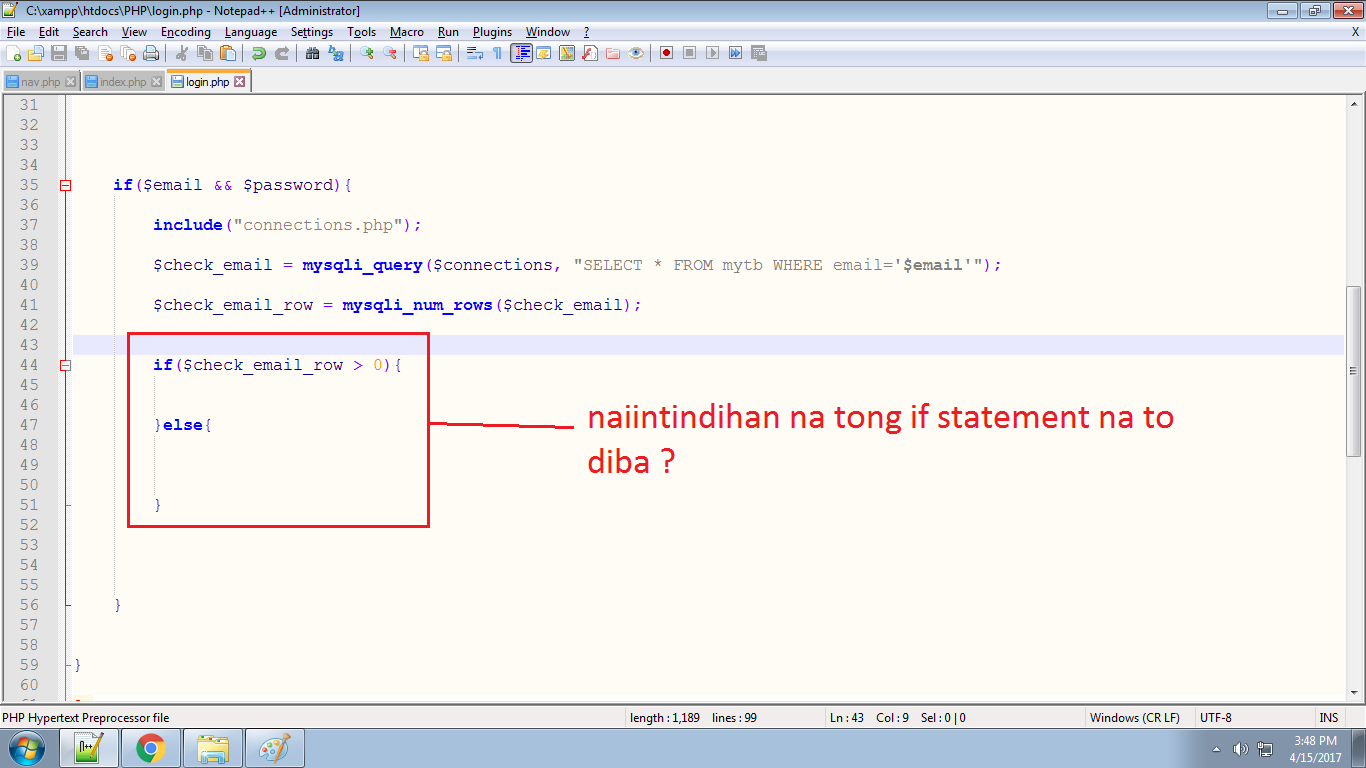 C:\xampp\htdocs\PHP\login.php - Notepad++ [Administrator]
File Edit Search View Encoding Language Settings Tools Macro Run Plugins Window ? X
nav.php index.php login.php
31
32
33
34
35 if($email && $password){
36
37 include("connections.php");
38
39 $check_email = mysqli_query($connections, "SELECT * FROM mytb WHERE email='$email'");
40
41 $check_email_row = mysqli_num_rows($check_email);
42
43
44 if($check_email_row > 0){
45
46
47 }else{
48
49
50
51 }
52
53
54
55
56 }
57
58
59 }
60
naiintindihan na tong if statement na to
diba ?
PHP Hypertext Preprocessor file length : 1,189 lines : 99 Ln : 43 Col : 9 Sel : 0 | 0 Windows (CR LF) UTF-8 INS
3:48 PM
4/15/2017